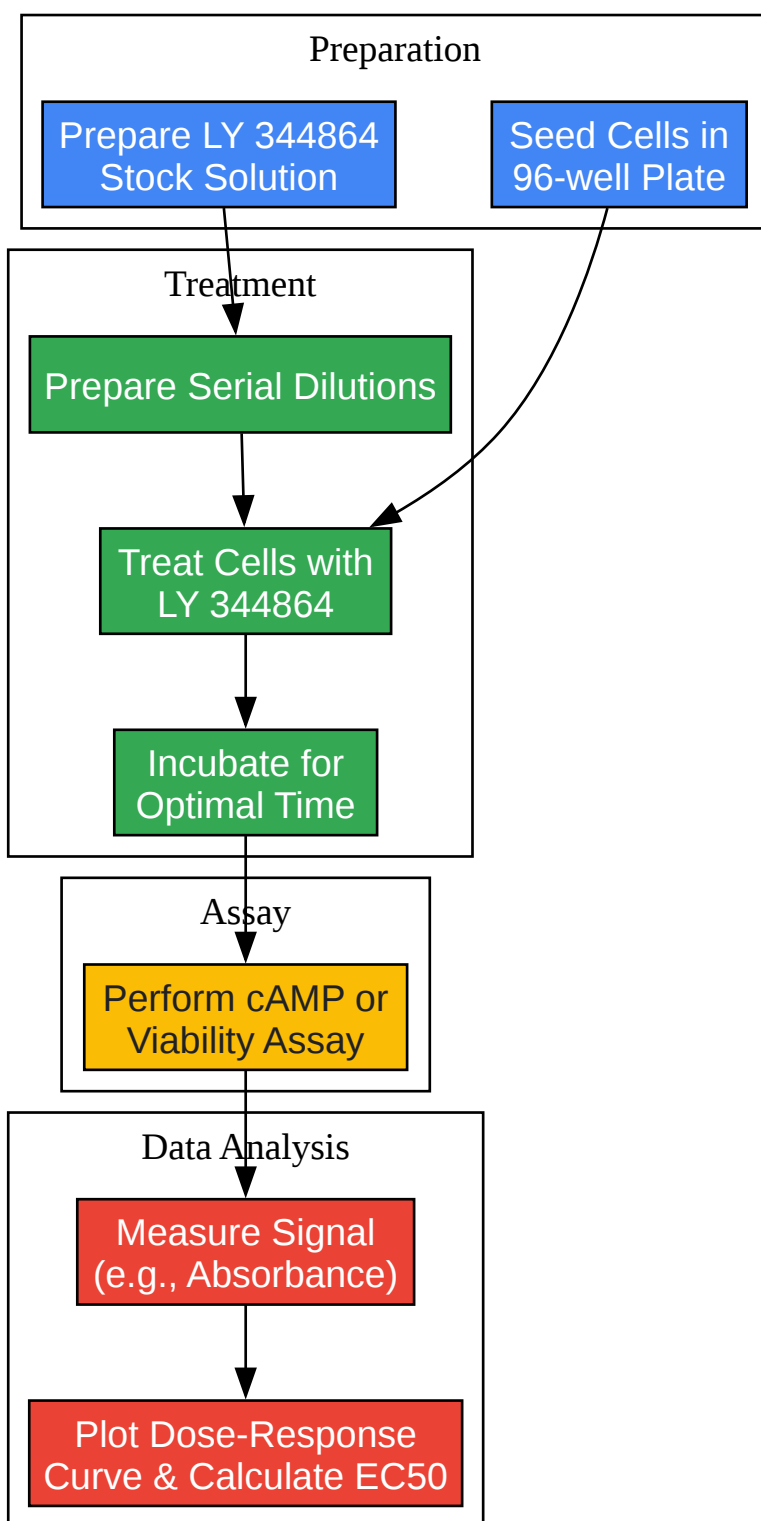 Preparation
Prepare LY 344864
Stock Solution
Seed Cells in
96-well Plate
Treatment
Prepare Serial Dilutions
Treat Cells with
LY 344864
Incubate for
Optimal Time
Assay
Perform cAMP or
Viability Assay
Data Analysis
Measure Signal
(e.g., Absorbance)
Plot Dose-Response
Curve & Calculate EC50